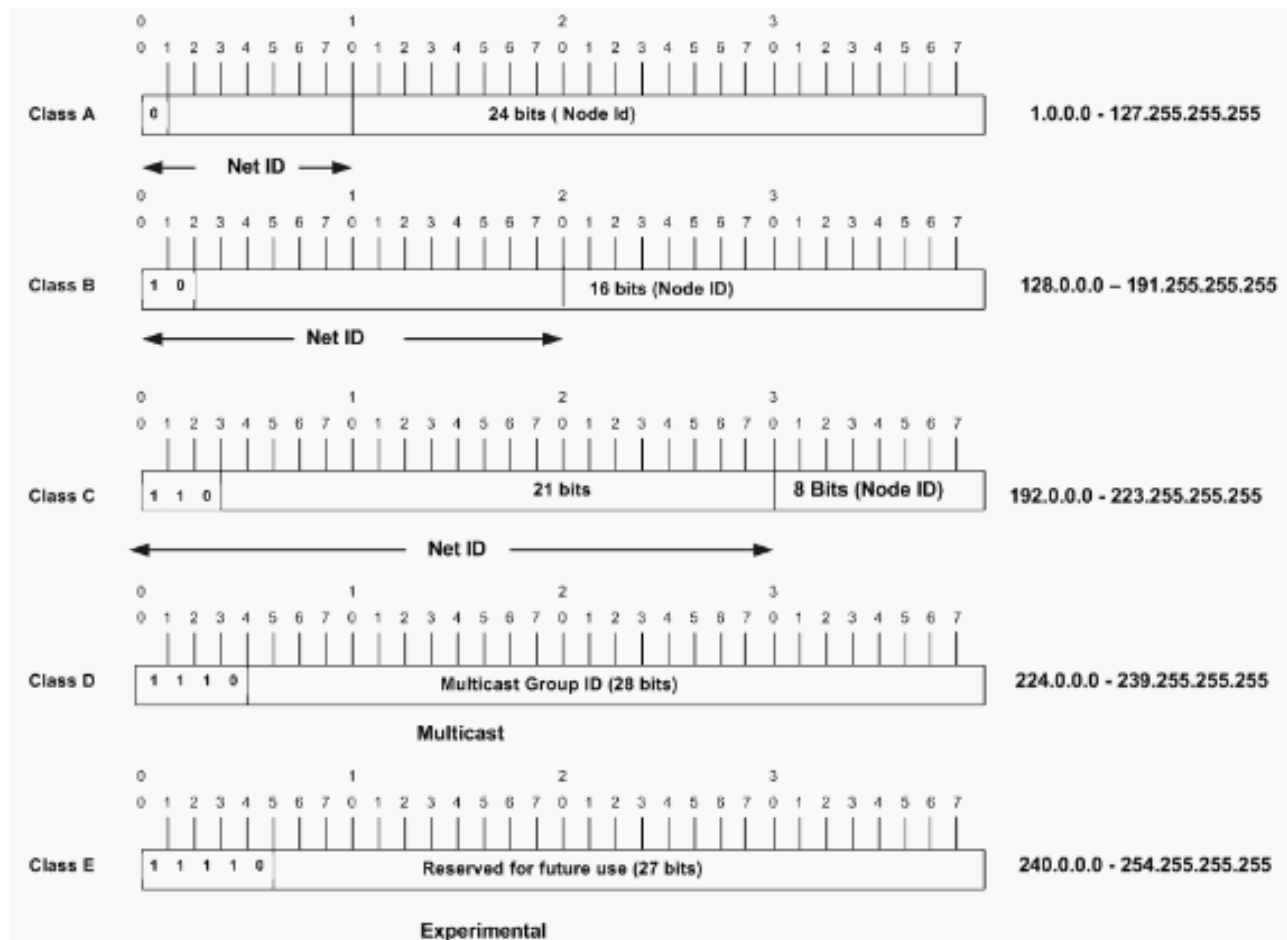 0 1 2 3
0 1 2 3 4 5 6 7 0 1 2 3 4 5 6 7 0 1 2 3 4 5 6 7 0 1 2 3 4 5 6 7
Class A 0 24 bits ( Node Id) 1.0.0.0 - 127.255.255.255
Net ID
0 1 2 3
0 1 2 3 4 5 6 7 0 1 2 3 4 5 6 7 0 1 2 3 4 5 6 7 0 1 2 3 4 5 6 7
Class B 1 0 16 bits (Node ID) 128.0.0.0 – 191.255.255.255
Net ID
0 1 2 3
0 1 2 3 4 5 6 7 0 1 2 3 4 5 6 7 0 1 2 3 4 5 6 7 0 1 2 3 4 5 6 7
Class C 1 1 0 21 bits 8 Bits (Node ID) 192.0.0.0 - 223.255.255.255
Net ID
0 1 2 3
0 1 2 3 4 5 6 7 0 1 2 3 4 5 6 7 0 1 2 3 4 5 6 7 0 1 2 3 4 5 6 7
Class D 1 1 1 0 Multicast Group ID (28 bits) 224.0.0.0 - 239.255.255.255
Multicast
0 1 2 3
0 1 2 3 4 5 6 7 0 1 2 3 4 5 6 7 0 1 2 3 4 5 6 7 0 1 2 3 4 5 6 7
Class E 1 1 1 1 0 Reserved for future use (27 bits) 240.0.0.0 - 254.255.255.255
Experimental